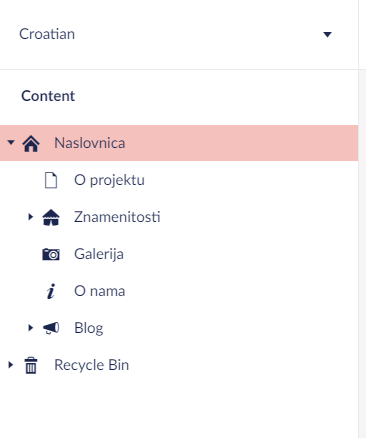 Croatian
Content
Naslovnica
O projektu
Znamenitosti
Galerija
O nama
Blog
Recycle Bin